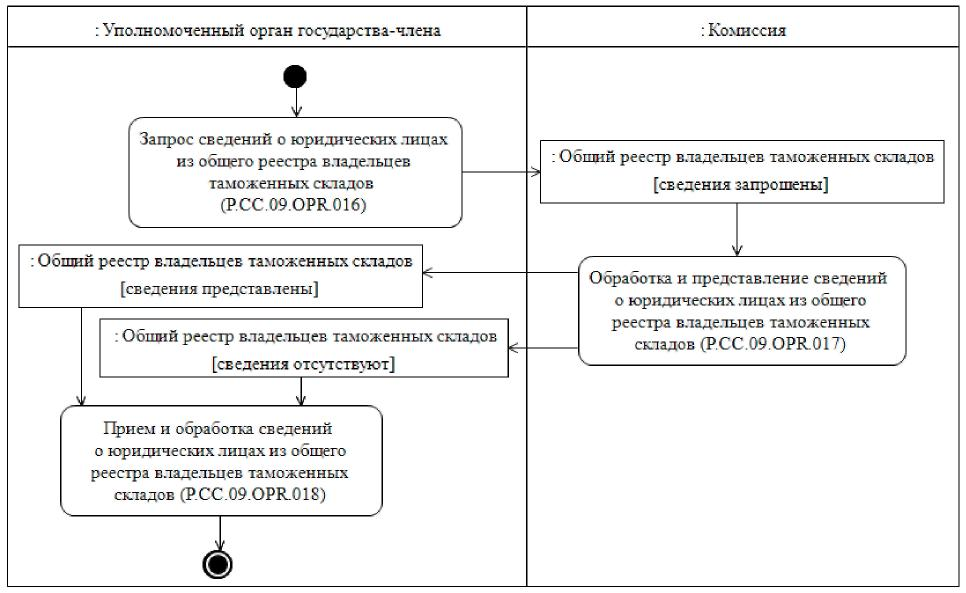 : Уполномоченный орган государства-члена
: Комиссия
Запрос сведений о юридических лицах
из общего реестра владельцев
таможенных складов
(P.CC.09.OPR.016)
: Общий реестр владельцев таможенных складов
[сведения запрошены]
: Общий реестр владельцев таможенных складов
[сведения представлены]
Обработка и представление сведений
о юридических лицах из общего
реестра владельцев таможенных
складов (P.CC.09.OPR.017)
: Общий реестр владельцев таможенных складов
[сведения отсутствуют]
Прием и обработка сведений
о юридических лицах из общего
реестра владельцев таможенных
складов (P.CC.09.OPR.018)